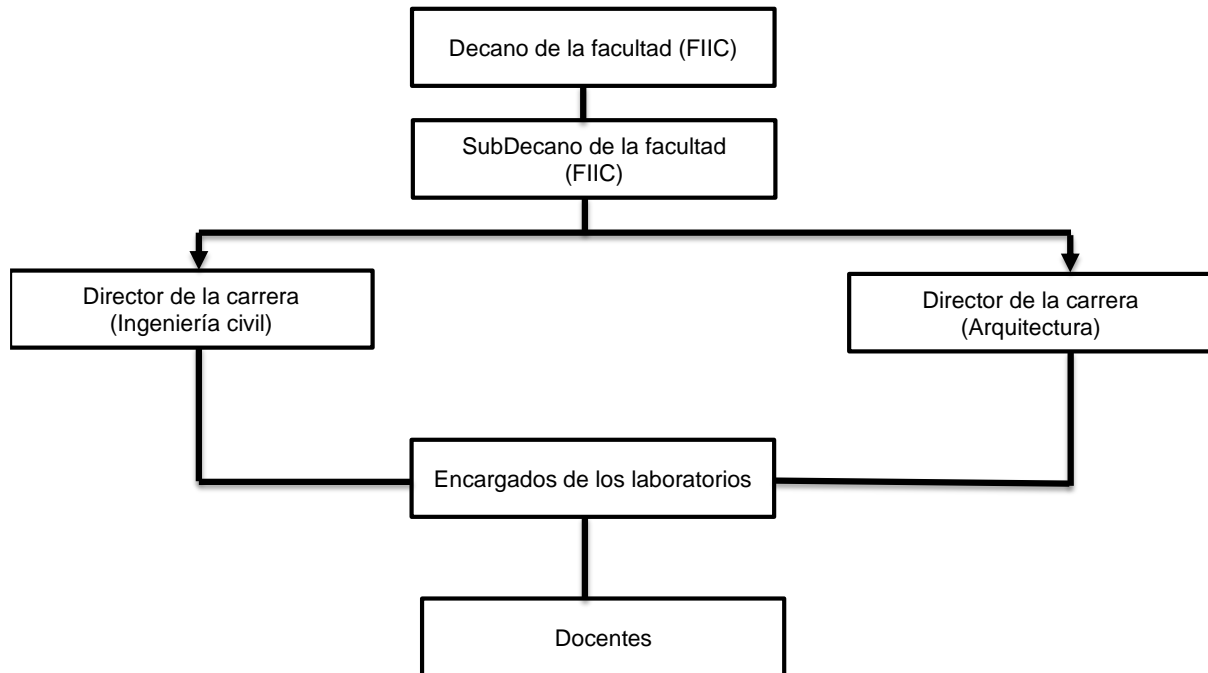 Decano de la facultad (FIIC)
SubDecano de la facultad
(FIIC)
Director de la carrera
(Ingeniería civil)
Director de la carrera
(Arquitectura)
Encargados de los laboratorios
Docentes